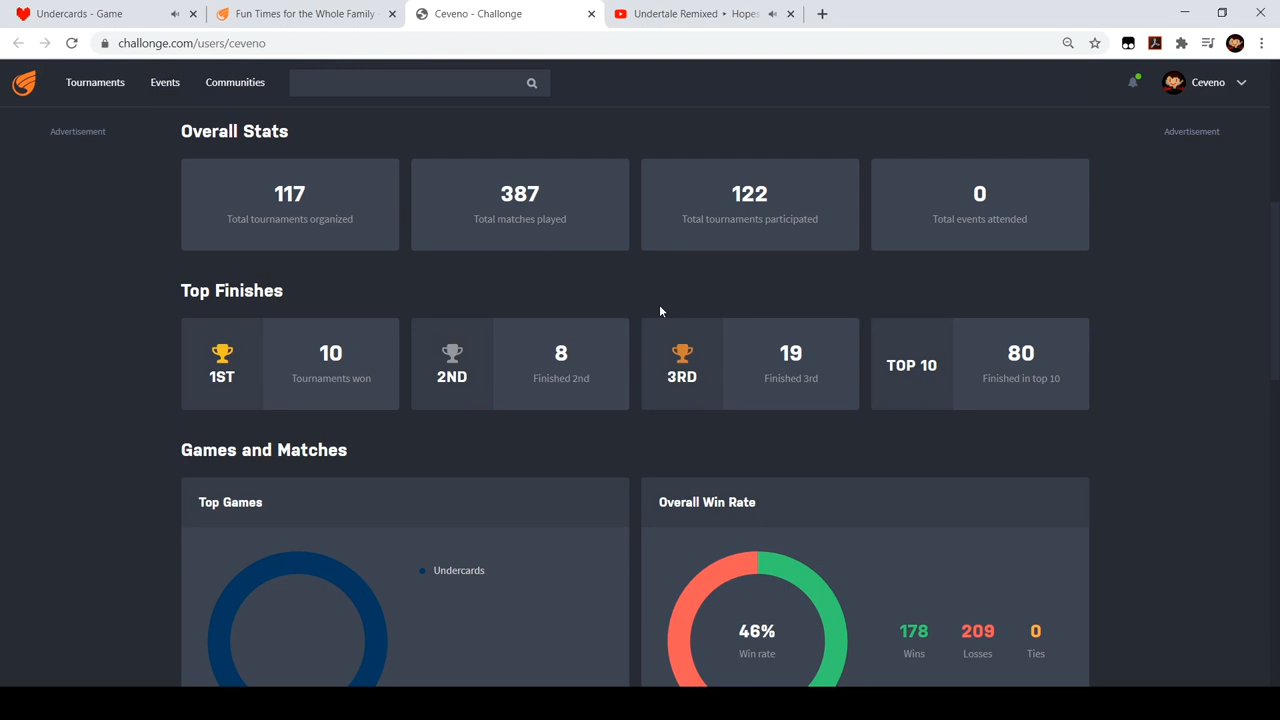 Undercards - Game
Fun Times for the Whole Family -
Ceveno - Challonge
Undertale Remixed ‣ Hopes
challonge.com/users/ceveno
Tournaments Events Communities
Ceveno
Advertisement
Overall Stats
Advertisement
117 387 122 0
Total tournaments organized Total matches played Total tournaments participated Total events attended
Top Finishes
1ST 10 Tournaments won
2ND 8 Finished 2nd
3RD 19 Finished 3rd
TOP 10 80 Finished in top 10
Games and Matches
Top Games
Undercards
Overall Win Rate
46%
Win rate
178 209 0
Wins Losses Ties